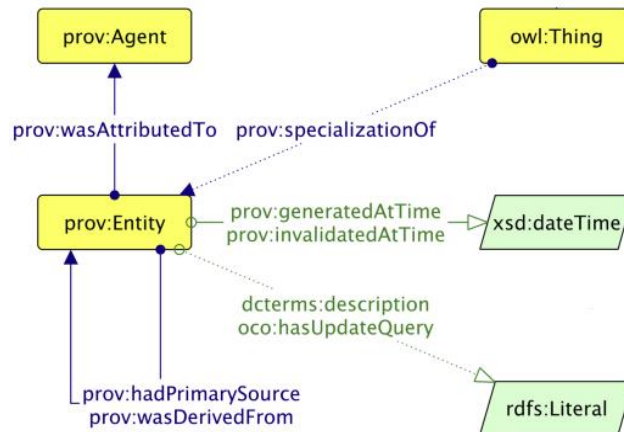 prov:Agent
owl:Thing
prov:wasAttributedTo
prov:specializationOf
prov:Entity
prov:generatedAtTime
prov:invalidatedAtTime
xsd:dateTime
dcterms:description
oco:hasUpdateQuery
prov:hadPrimarySource
prov:wasDerivedFrom
rdfs:Literal